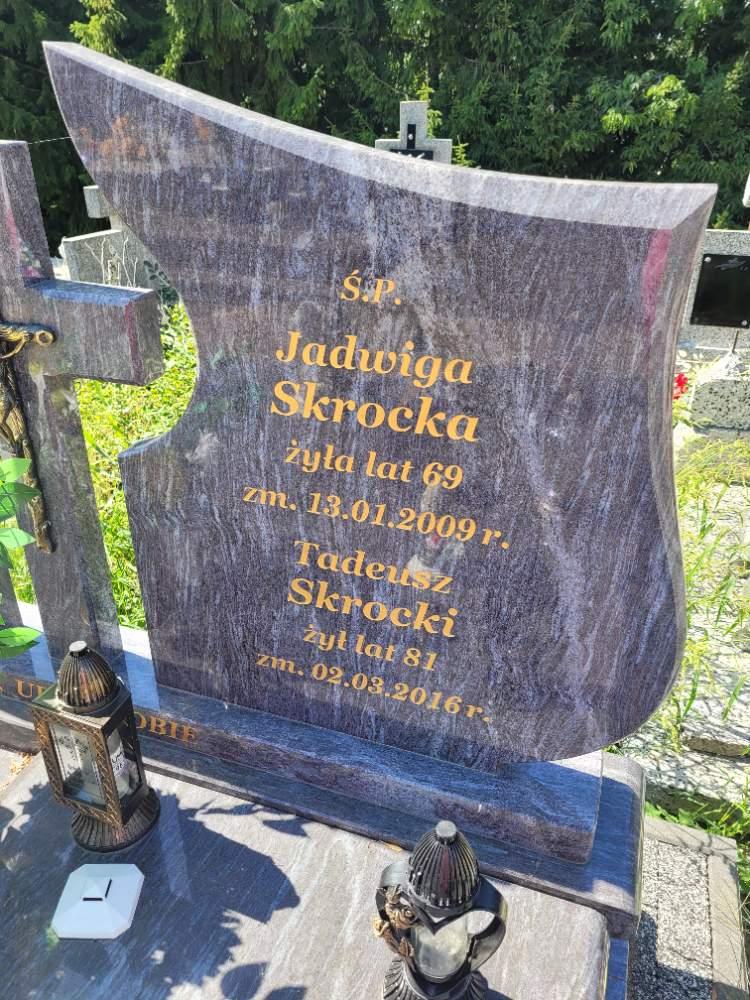 Ś.P.
Jadwiga
Skrocka
żyła lat 69
zm. 13.01.2009 r.
Tadeusz
Skrocki
żył lat 81
zm. 02.03.2016 r.